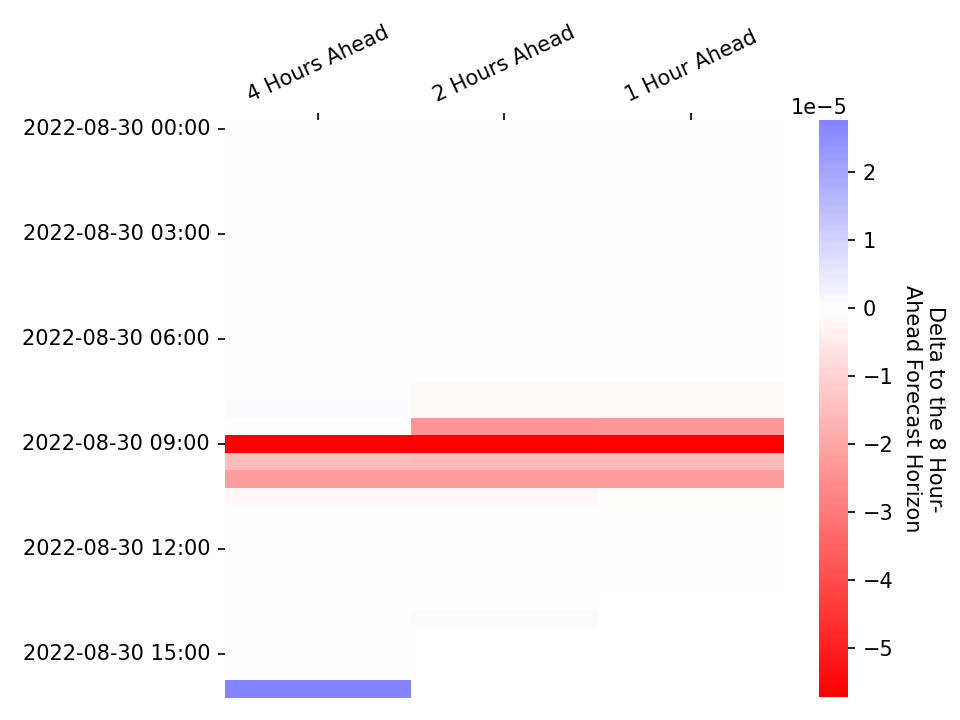 4 Hours Ahead
2 Hours Ahead
1 Hour Ahead
1e−5
2022-08-30 00:00
2022-08-30 03:00
2022-08-30 06:00
2022-08-30 09:00
2022-08-30 12:00
2022-08-30 15:00
2
1
0
−1
−2
−3
−4
−5
Delta to the 8 Hour-
Ahead Forecast Horizon